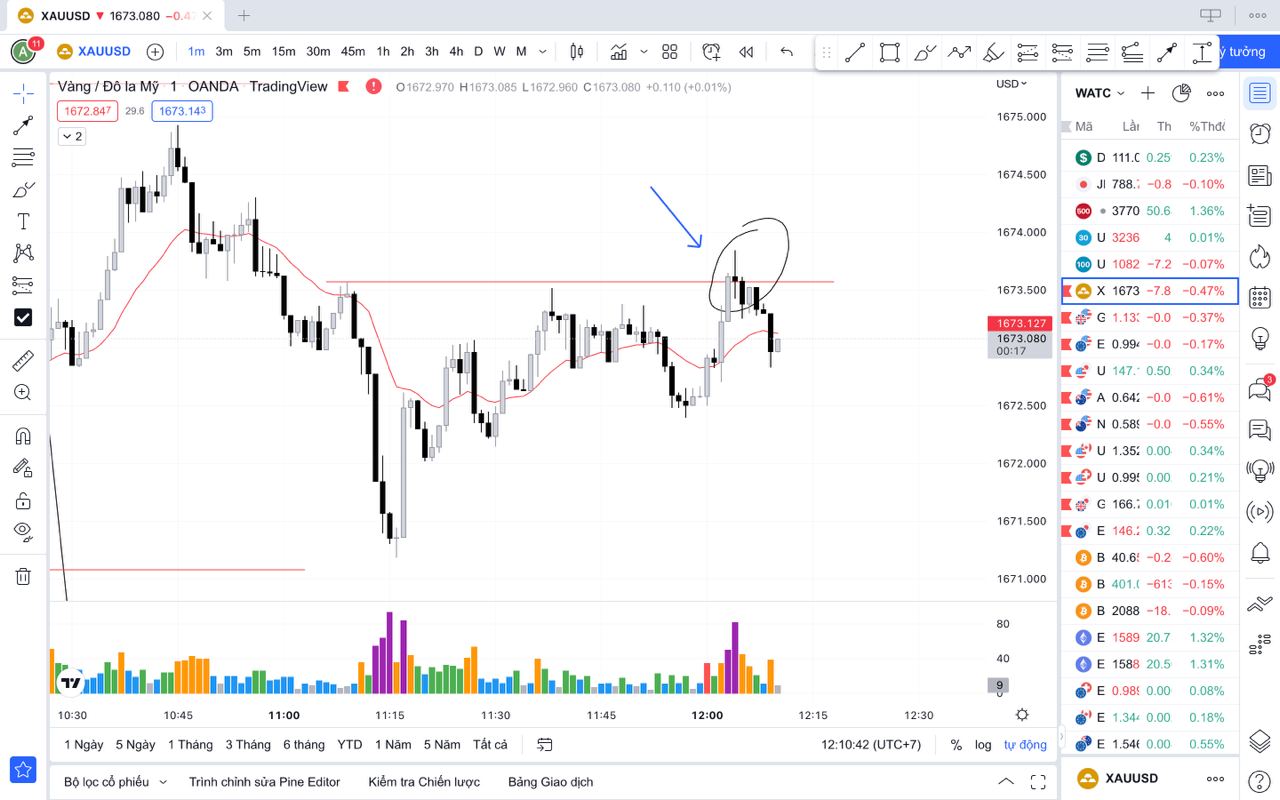 XAUUSD ▼ 1673.080 −0.4
A 11 XAUUSD 1m 3m 5m 15m 30m 45m 1h 2h 3h 4h D W M ý tưởng
Vàng / Đô la Mỹ 1 OANDA TradingView O1672.970 H1673.085 L1672.960 C1673.080 +0.110 (+0.01%) USD
1672.847 29.6 1673.143
2
1675.000
1674.500
1674.000
1673.500
1673.127
1673.080
00:17
1672.500
1672.000
1671.500
1671.000
80
40
9
10:30 10:45 11:00 11:15 11:30 11:45 12:00 12:15 12:30
1 Ngày 5 Ngày 1 Tháng 3 Tháng 6 tháng YTD 1 Năm 5 Năm Tất cả 12:10:42 (UTC+7) % log tự động
Bộ lọc cổ phiếu Trình chỉnh sửa Pine Editor Kiểm tra Chiến lược Bảng Giao dịch
WATC
Mã Lầ Th %Thđ
D 111.0 0.25 0.23%
JI 788. −0.8 −0.10%
500 3770 50.6 1.36%
30 U 3236 4 0.01%
100 U 1082 −7.2 −0.07%
X 1673 −7.8 −0.47%
G 1.13 −0.0 −0.37%
E 0.994 −0.0 −0.17%
U 147. 0.50 0.34%
A 0.642 −0.0 −0.61%
N 0.58 −0.0 −0.55%
U 1.352 0.00 0.34%
U 0.99 0.00 0.21%
G 166. 0.01 0.01%
E 146.2 0.32 0.22%
B 40.6 −0.2 −0.60%
B 401.0 −613 −0.15%
B 2088 −18. −0.09%
E 1589 20.7 1.32%
E 1588 20.5 1.31%
E 0.98 0.00 0.08%
E 1.34 0.00 0.18%
E 1.54 0.00 0.55%
XAUUSD
3